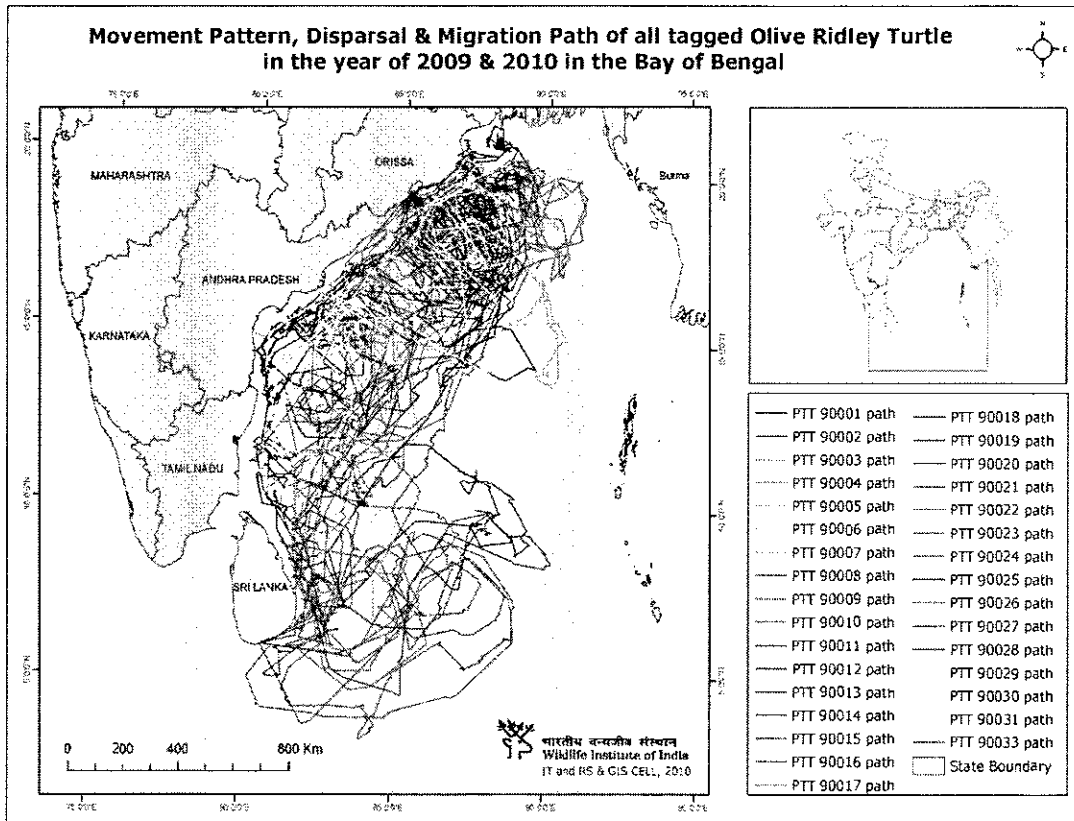 Movement Pattern, Disparsal & Migration Path of all tagged Olive Ridley Turtle
in the year of 2009 & 2010 in the Bay of Bengal
N
W
E
S
MAHARASHTRA
ORISSA
Burma
ANDHRA PRADESH
KARNATAKA
TAMIL NADU
SRI LANKA
0 200 400 800 Km
भारतीय वन्यजीव संस्थान
Wildlife Institute of India
IT and RS & GIS CELL, 2010
PTT 90001 path
PTT 90002 path
PTT 90003 path
PTT 90004 path
PTT 90005 path
PTT 90006 path
PTT 90007 path
PTT 90008 path
PTT 90009 path
PTT 90010 path
PTT 90011 path
PTT 90012 path
PTT 90013 path
PTT 90014 path
PTT 90015 path
PTT 90016 path
PTT 90017 path
PTT 90018 path
PTT 90019 path
PTT 90020 path
PTT 90021 path
PTT 90022 path
PTT 90023 path
PTT 90024 path
PTT 90025 path
PTT 90026 path
PTT 90027 path
PTT 90028 path
PTT 90029 path
PTT 90030 path
PTT 90031 path
PTT 90033 path
State Boundary